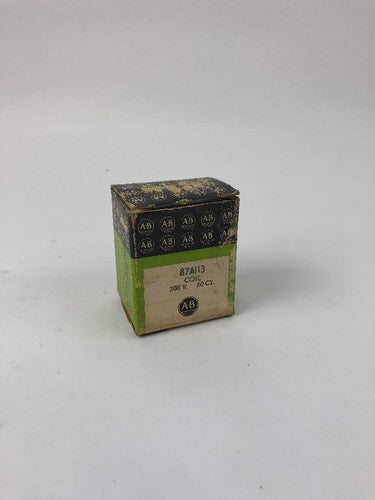 AB AB AB AB AB
AB AB AB AB AB
87A113
COIL
208 V. 60 CY.
AB